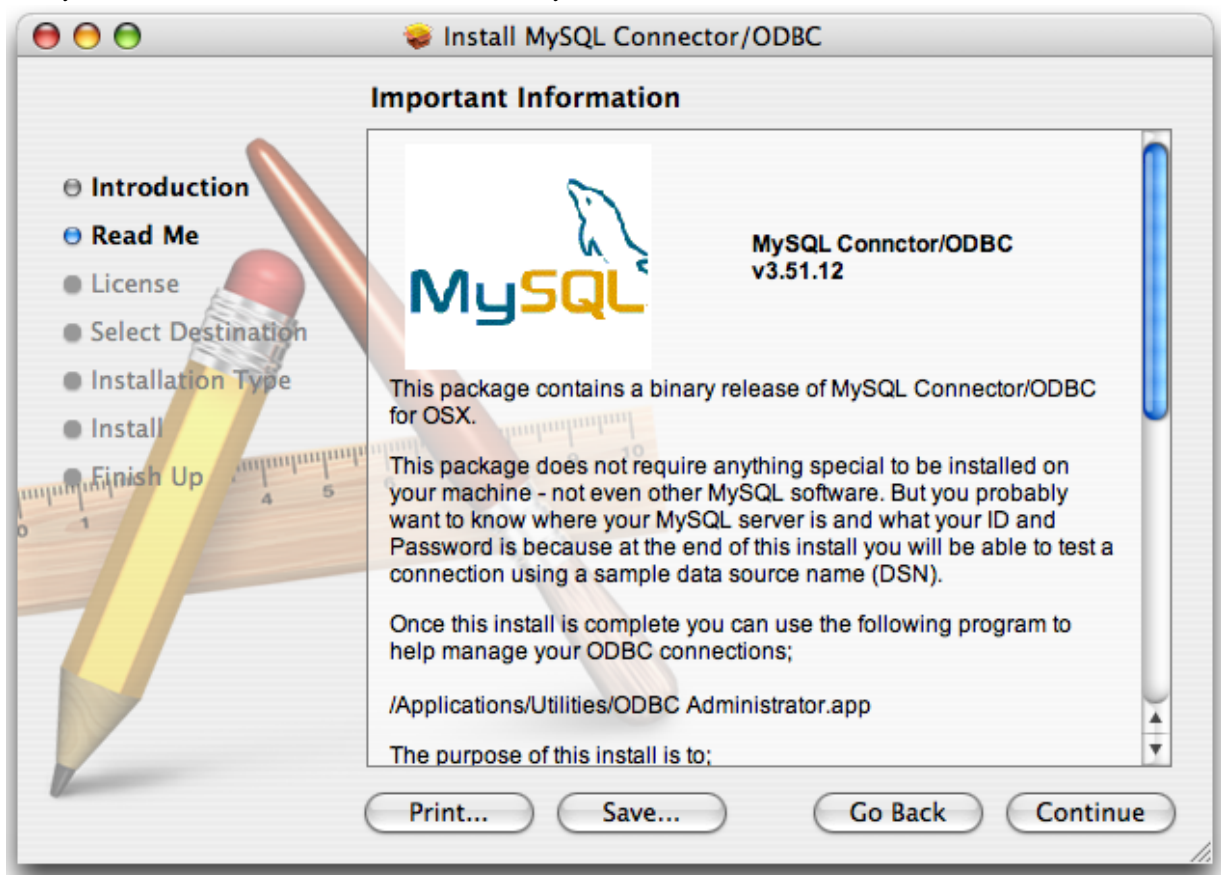 Install MySQL Connector/ODBC
Important Information
Introduction
Read Me
License
Select Destination
Installation Type
Install
Finish Up
MySQL
MySQL Connctor/ODBC
v3.51.12
This package contains a binary release of MySQL Connector/ODBC
for OSX.
This package does not require anything special to be installed on
your machine - not even other MySQL software. But you probably
want to know where your MySQL server is and what your ID and
Password is because at the end of this install you will be able to test a
connection using a sample data source name (DSN).
Once this install is complete you can use the following program to
help manage your ODBC connections;
/Applications/Utilities/ODBC Administrator.app
The purpose of this install is to;
0 1 4 5 10
Print... Save... Go Back Continue